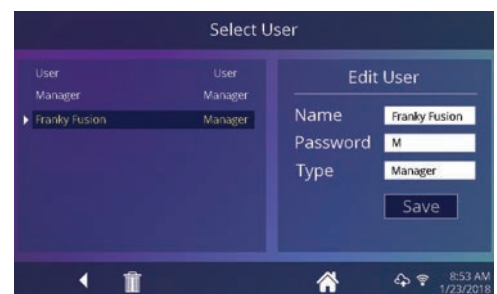 Select User
User User
Manager Manager
Franky Fusion Manager
Edit User
Name Franky Fusion
Password M
Type Manager
Save
8:53 AM
1/23/2018